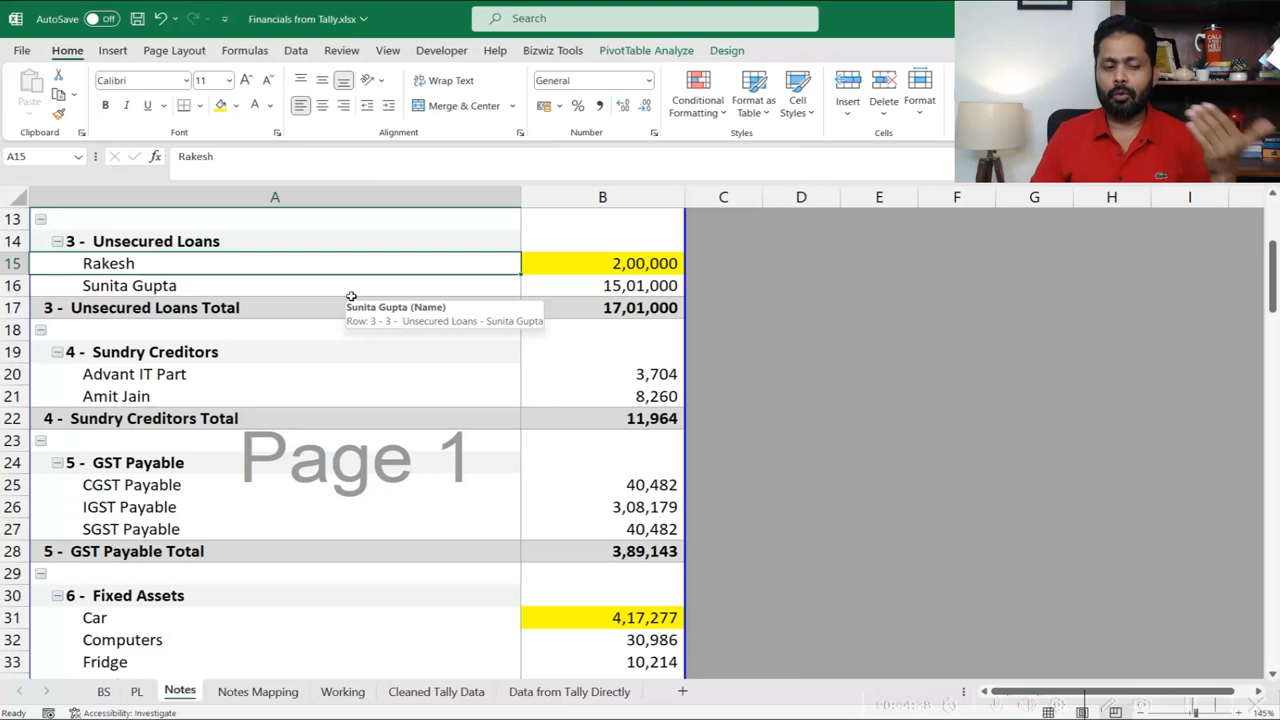 AutoSave Off Financials from Tally.xlsx Search
File Home Insert Page Layout Formulas Data Review View Developer Help Bizwiz Tools PivotTable Analyze Design
Paste Calibri 11 Wrap Text General Conditional Formatting Format as Table Cell Styles Insert Delete Format
B I U A Merge & Center
Clipboard Font Alignment Number Styles Cells
A15 fx Rakesh
A B C D E F G H I
13
14 3 - Unsecured Loans
15 Rakesh 2,00,000
16 Sunita Gupta 15,01,000
Sunita Gupta (Name)
17 3 - Unsecured Loans Total 17,01,000
Row: 3 - 3 - Unsecured Loans - Sunita Gupta
18
19 4 - Sundry Creditors
20 Advant IT Part 3,704
21 Amit Jain 8,260
22 4 - Sundry Creditors Total 11,964
23
Page 1
24 5 - GST Payable
25 CGST Payable 40,482
26 IGST Payable 3,08,179
27 SGST Payable 40,482
28 5 - GST Payable Total 3,89,143
29
30 6 - Fixed Assets
31 Car 4,17,277
32 Computers 30,986
33 Fridge 10,214
BS PL Notes Notes Mapping Working Cleaned Tally Data Data from Tally Directly
Ready Accessibility: Investigate 145%